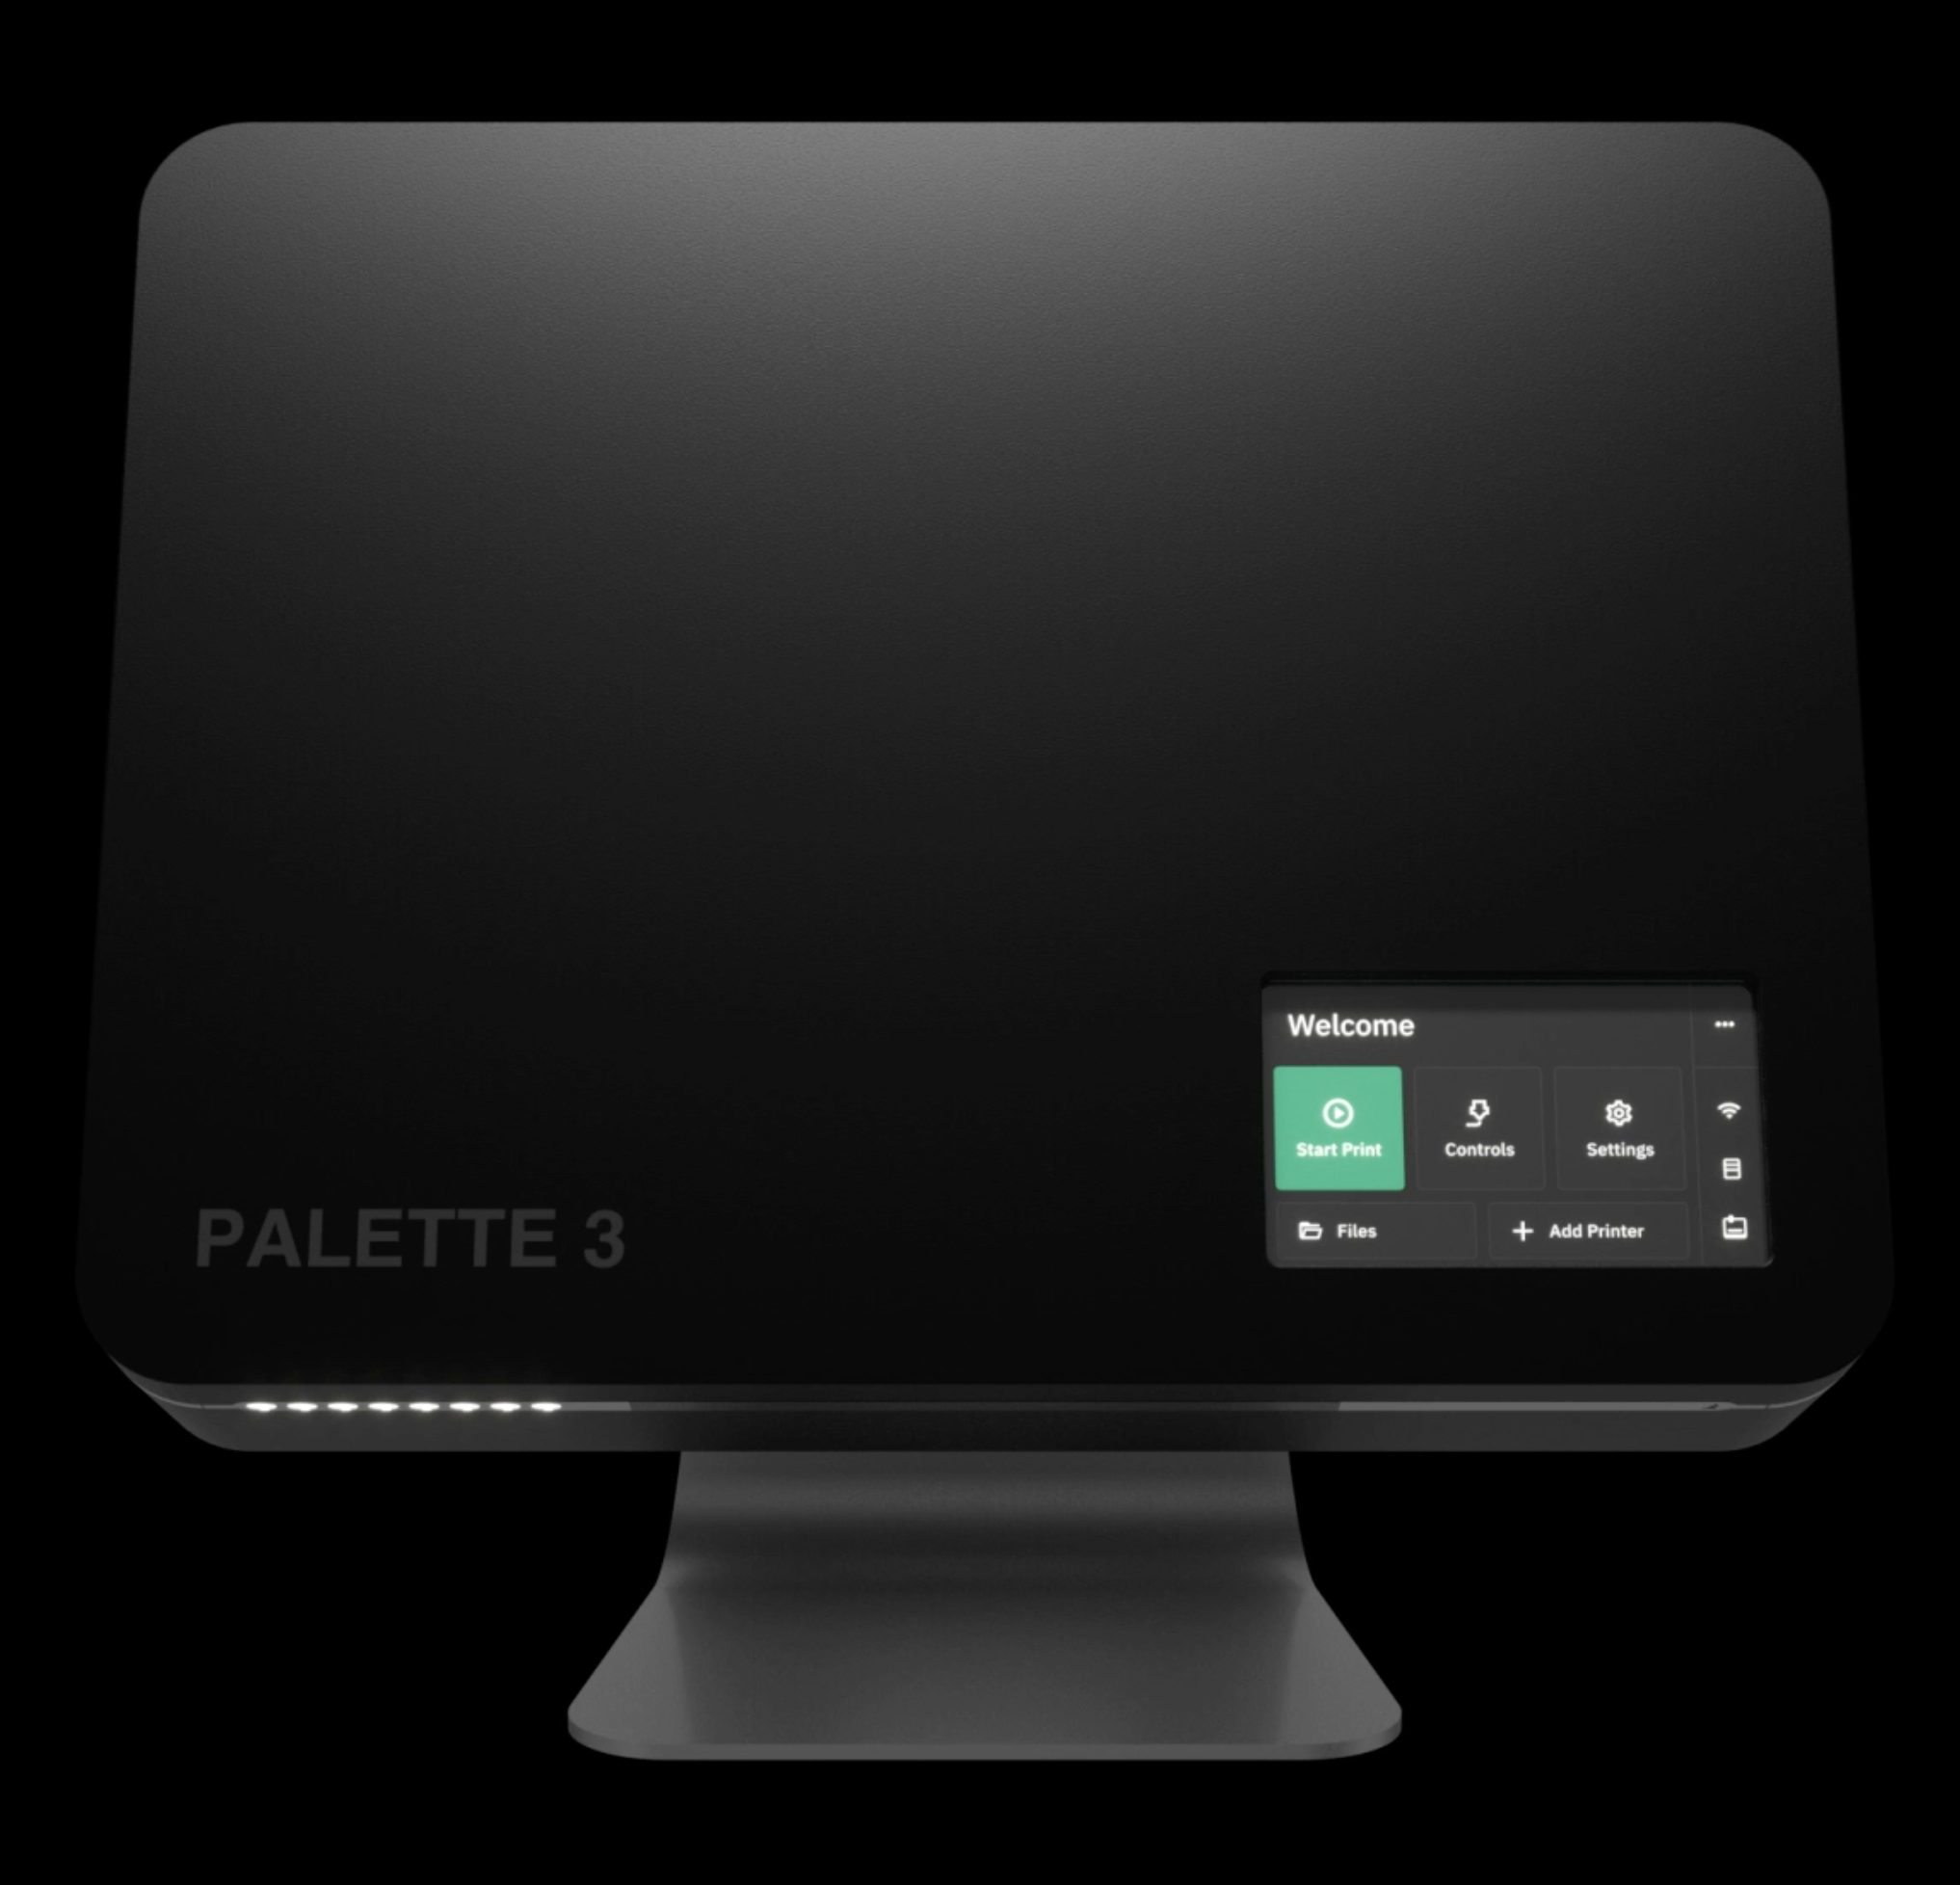 Welcome
Start Print
Controls
Settings
Files
Add Printer
PALETTE 3